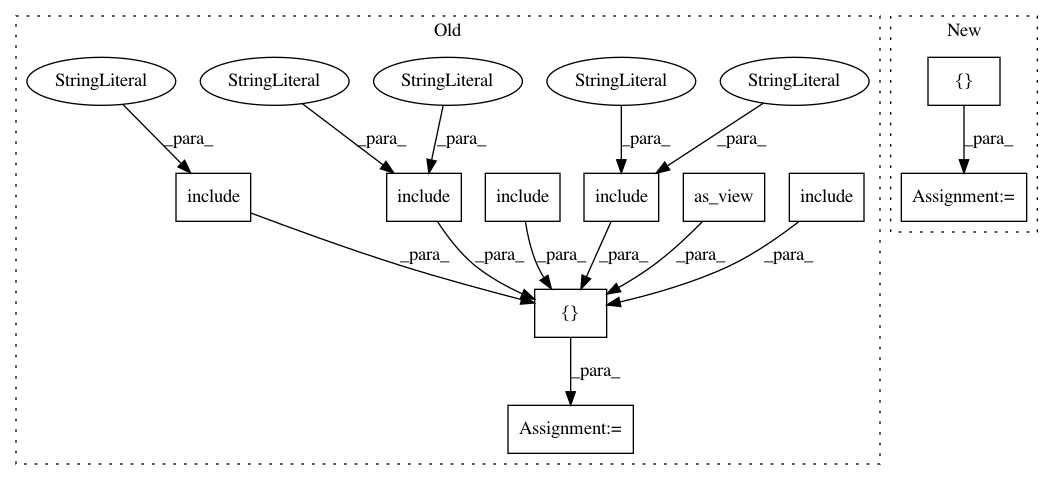 Old
New
StringLiteral
StringLiteral
StringLiteral
StringLiteral
StringLiteral
{}
_para_
_para_
_para_
_para_
_para_
_para_
include
include
include
include
as_view
include
Assignment:=
_para_
_para_
_para_
_para_
_para_
_para_
{}
_para_
Assignment:=